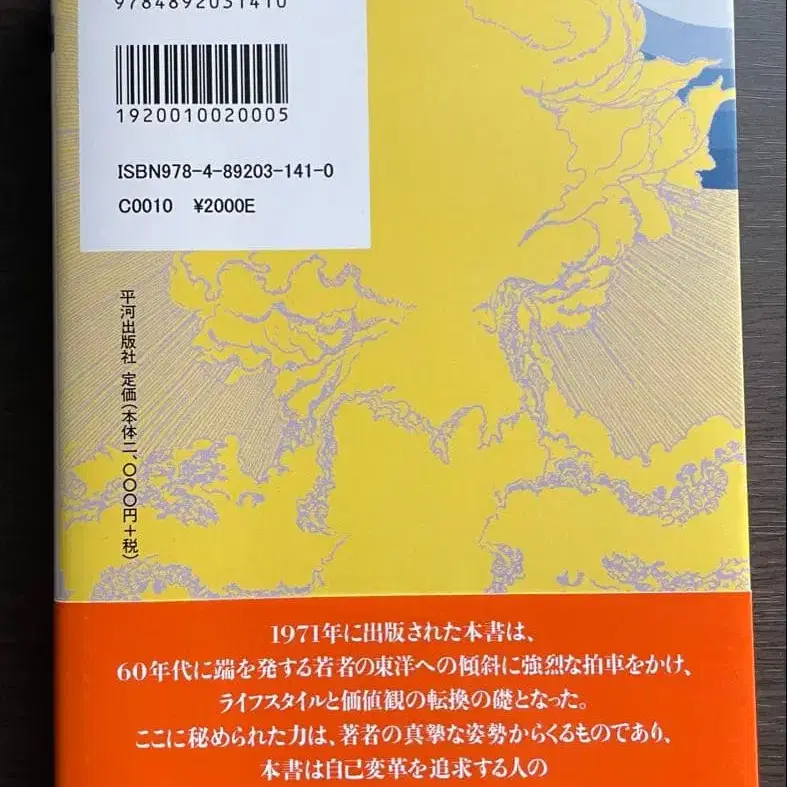 9784892031410
1920010020005
ISBN978-4-89203-141-0
C0010 ¥2000E
平河出版社 定価(本体二、〇〇〇円+税)
1971年に出版された本書は、
60年代に端を発する若者の東洋への傾斜に強烈な拍車をかけ、
ライフスタイルと価値観の転換の礎となった。
ここに秘められた力は、著者の真摯な姿勢からくるものであり、
本書は自己変革を追求する人の